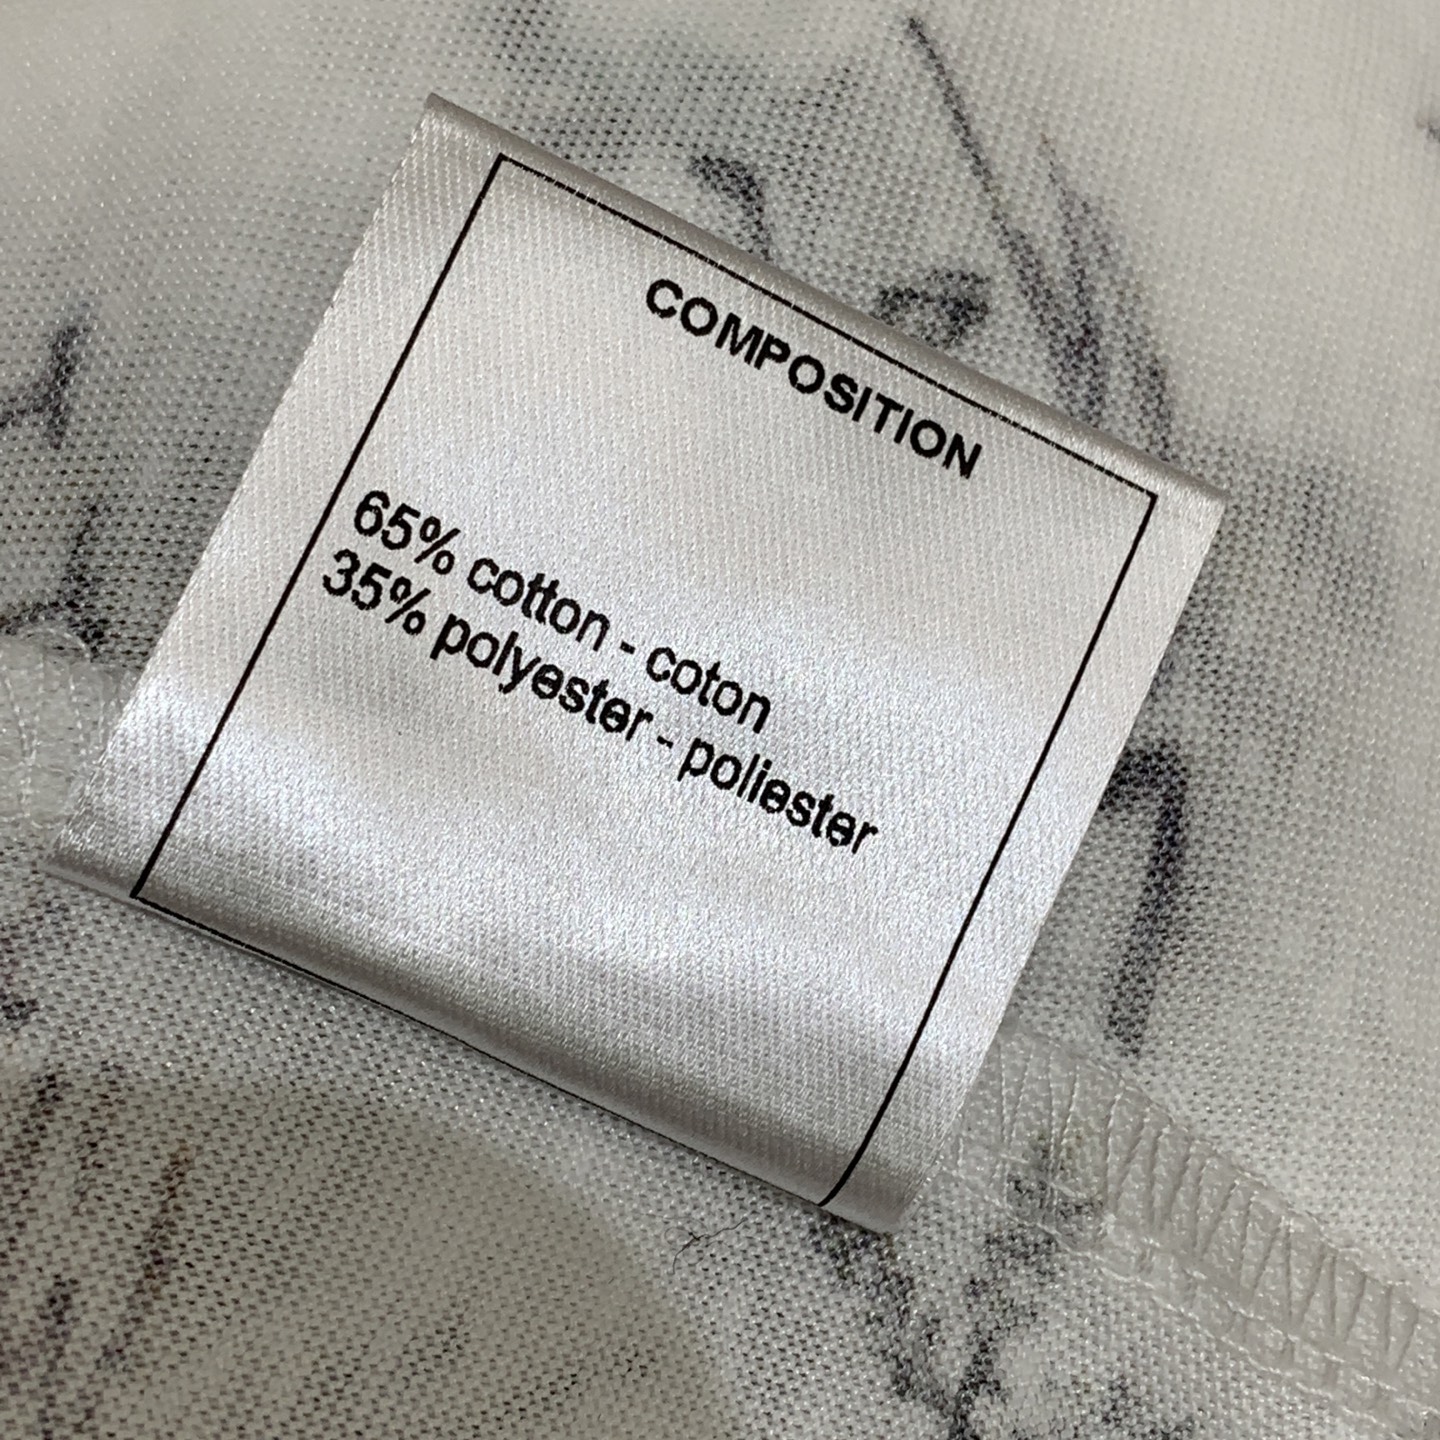 COMPOSITION
65% cotton - coton
35% polyester - poliester